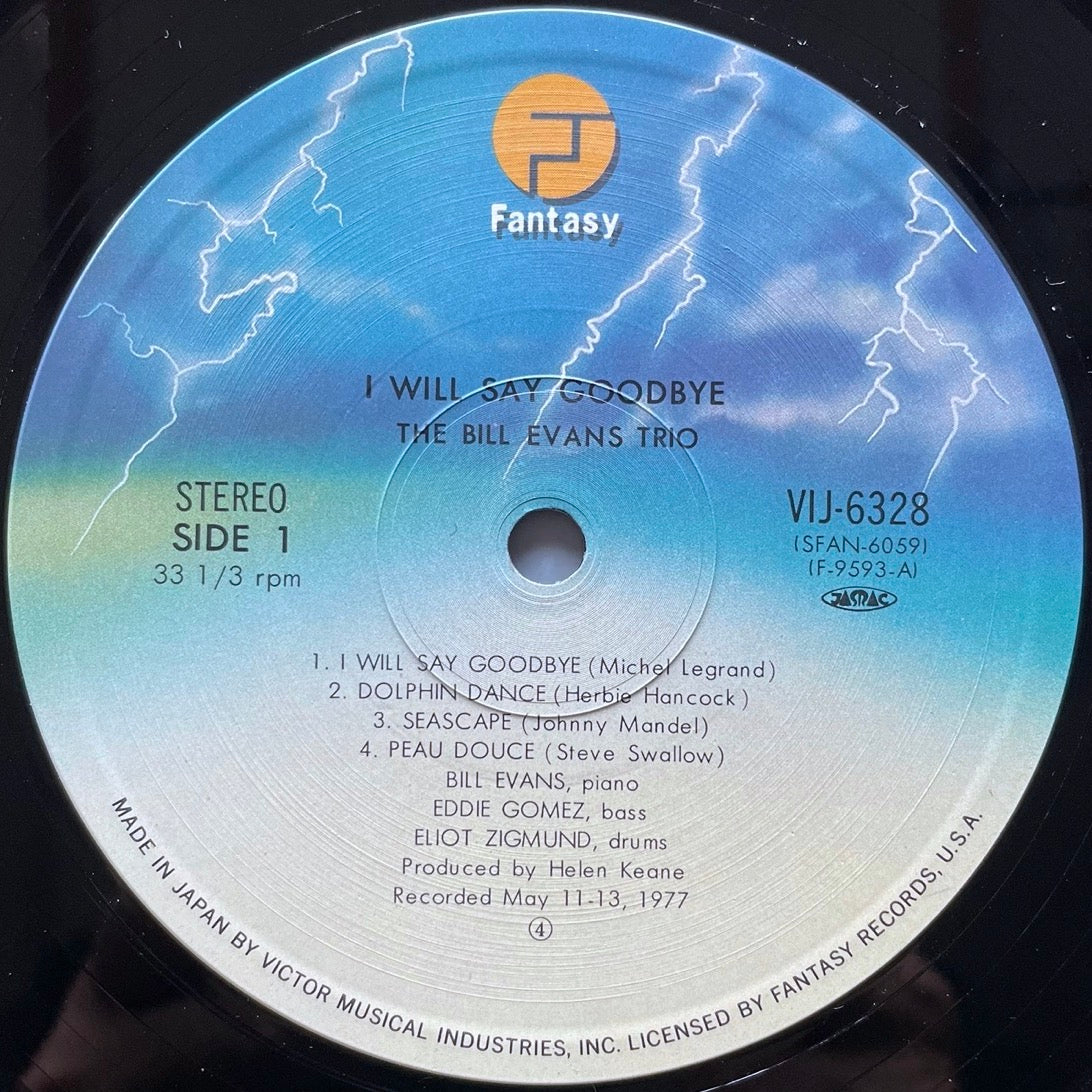 Fantasy
I WILL SAY GOODBYE
THE BILL EVANS TRIO
STEREO
SIDE 1
33 1/3 rpm
VIJ-6328
(SFAN-6059)
(F-9593-A)
JASRAC
1. I WILL SAY GOODBYE (Michel Legrand)
2. DOLPHIN DANCE (Herbie Hancock)
3. SEASCAPE (Johnny Mandel)
4. PEAU DOUCE (Steve Swallow)
BILL EVANS, piano
EDDIE GOMEZ, bass
ELIOT ZIGMUND, drums
Produced by Helen Keane
Recorded May 11-13, 1977
④
MADE IN JAPAN BY VICTOR MUSICAL INDUSTRIES, INC. LICENSED BY FANTASY RECORDS, U.S.A.